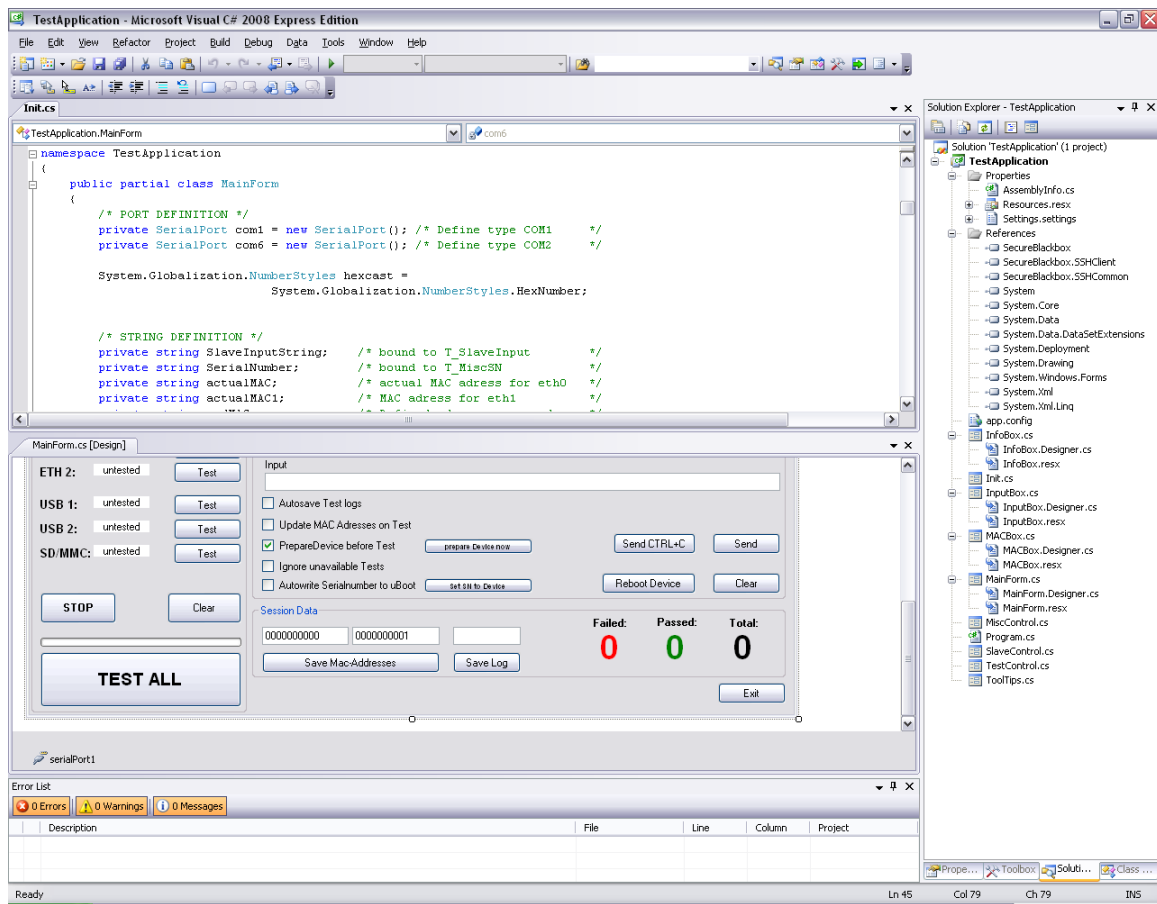 TestApplication - Microsoft Visual C# 2008 Express Edition
File Edit View Refactor Project Build Debug Data Tools Window Help
Init.cs
TestApplication.MainForm
com6
namespace TestApplication
{
public partial class MainForm
{
/* PORT DEFINITION */
private SerialPort com1 = new SerialPort(); /* Define type COM1 */
private SerialPort com6 = new SerialPort(); /* Define type COM2 */
System.Globalization.NumberStyles hexcast =
System.Globalization.NumberStyles.HexNumber;
/* STRING DEFINITION */
private string SlaveInputString; /* bound to T_SlaveInput */
private string SerialNumber; /* bound to T_MiscSN */
private string actualMAC; /* actual MAC adress for eth0 */
private string actualMAC1; /* MAC adress for eth1 */
MainForm.cs [Design]
ETH 2: untested Test
USB 1: untested Test
USB 2: untested Test
SD/MMC: untested Test
STOP Clear
TEST ALL
Input
Autosave Test logs
Update MAC Adresses on Test
PrepareDevice before Test prepare Device now Send CTRL+C Send
Ignore unavailable Tests
Autowrite Serialnumber to uBoot Set SN to Device Reboot Device Clear
Session Data
0000000000 0000000001
Save Mac-Addresses Save Log
Failed: Passed: Total:
0 0 0
Exit
serialPort1
Error List
0 Errors 0 Warnings 0 Messages
Description File Line Column Project
Solution Explorer - TestApplication
Solution 'TestApplication' (1 project)
TestApplication
Properties
AssemblyInfo.cs
Resources.resx
Settings.settings
References
SecureBlackbox
SecureBlackbox.SSHClient
SecureBlackbox.SSHCommon
System
System.Core
System.Data
System.Data.DataSetExtensions
System.Deployment
System.Drawing
System.Windows.Forms
System.Xml
System.Xml.Linq
app.config
InfoBox.cs
InfoBox.Designer.cs
InfoBox.resx
Init.cs
InputBox.cs
InputBox.Designer.cs
InputBox.resx
MACBox.cs
MACBox.Designer.cs
MACBox.resx
MainForm.cs
MainForm.Designer.cs
MainForm.resx
MiscControl.cs
Program.cs
SlaveControl.cs
TestControl.cs
ToolTips.cs
Prope... Toolbox Soluti... Class ...
Ready Ln 45 Col 79 Ch 79 INS